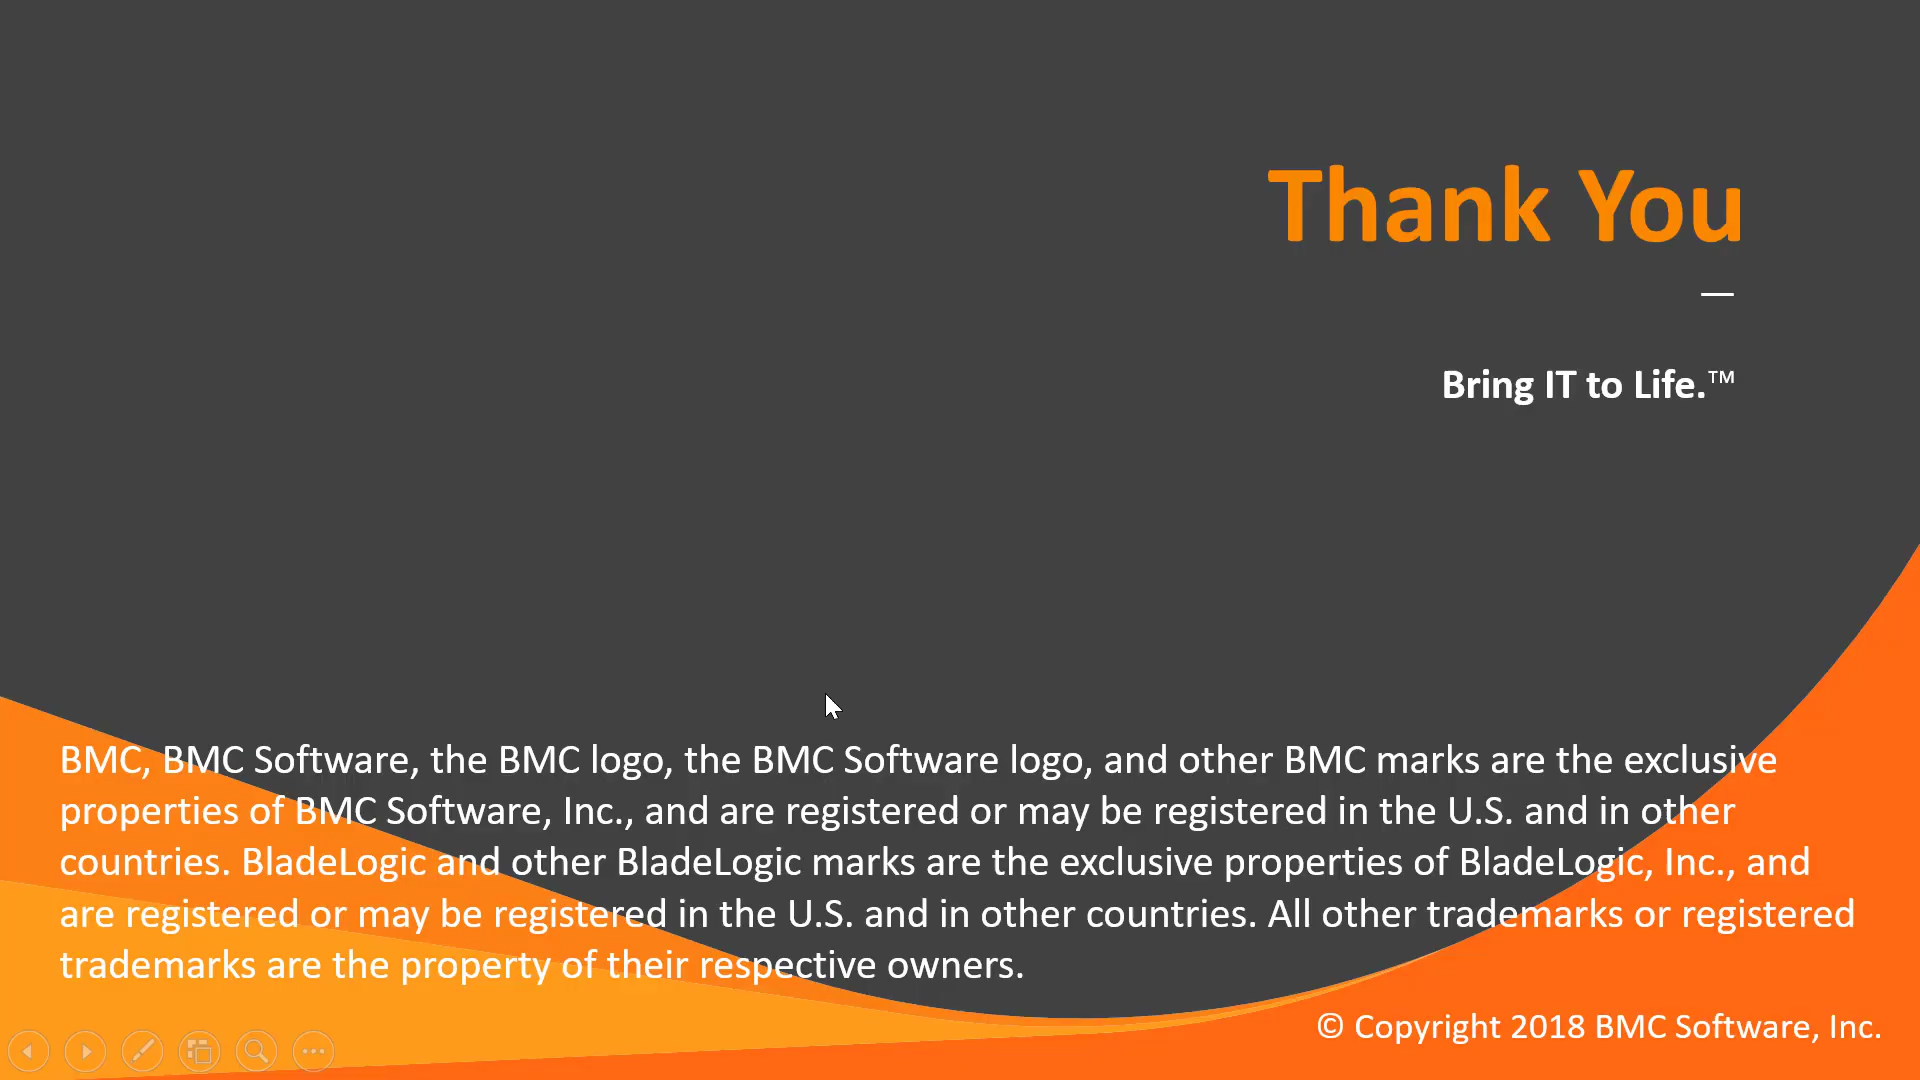 Thank You
Bring IT to Life.™
BMC, BMC Software, the BMC logo, the BMC Software logo, and other BMC marks are the exclusive
properties of BMC Software, Inc., and are registered or may be registered in the U.S. and in other
countries. BladeLogic and other BladeLogic marks are the exclusive properties of BladeLogic, Inc., and
are registered or may be registered in the U.S. and in other countries. All other trademarks or registered
trademarks are the property of their respective owners.
© Copyright 2018 BMC Software, Inc.